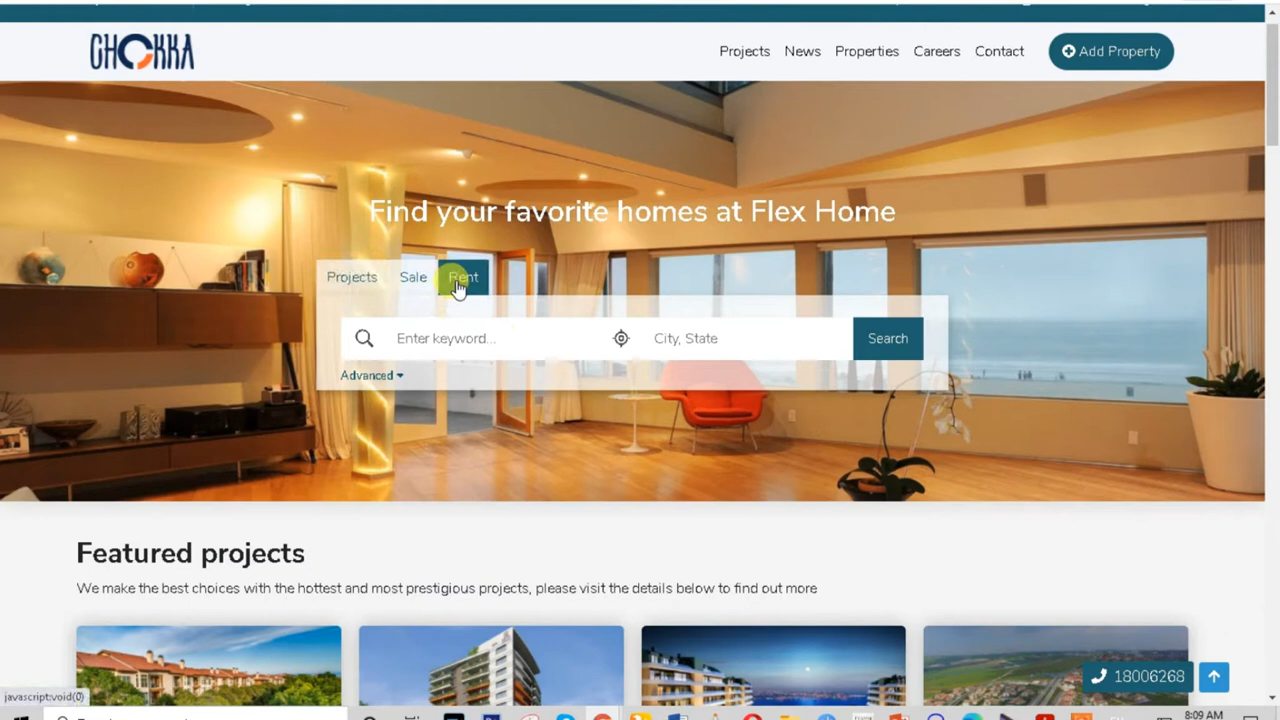 CHOKKA
Projects News Properties Careers Contact Add Property
Find your favorite homes at Flex Home
Projects Sale Rent
Enter keyword... City, State Search
Advanced
Featured projects
We make the best choices with the hottest and most prestigious projects, please visit the details below to find out more
18006268
javascript:void(0)
8:09 AM